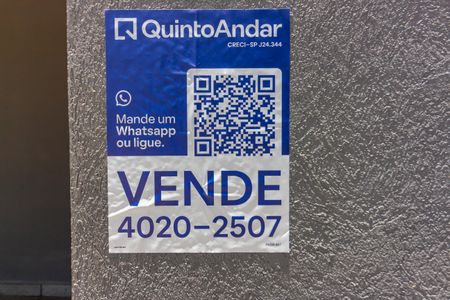 QuintoAndar
CRECI-SP J24.344
Mande um
Whatsapp
ou ligue.
VENDE
4020-2507